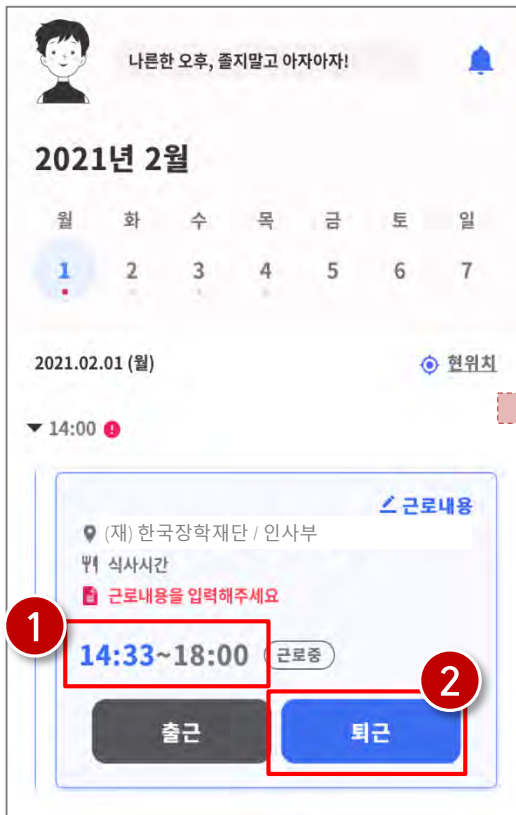 나른한 오후, 졸지말고 아자아자!
2021년 2월
월 화 수 목 금 토 일
1 2 3 4 5 6 7
2021.02.01 (월)
현위치
14:00
근로내용
(재) 한국장학재단 / 인사부
식사시간
근로내용을 입력해주세요
1
14:33~18:00 근로중
2
출근 퇴근